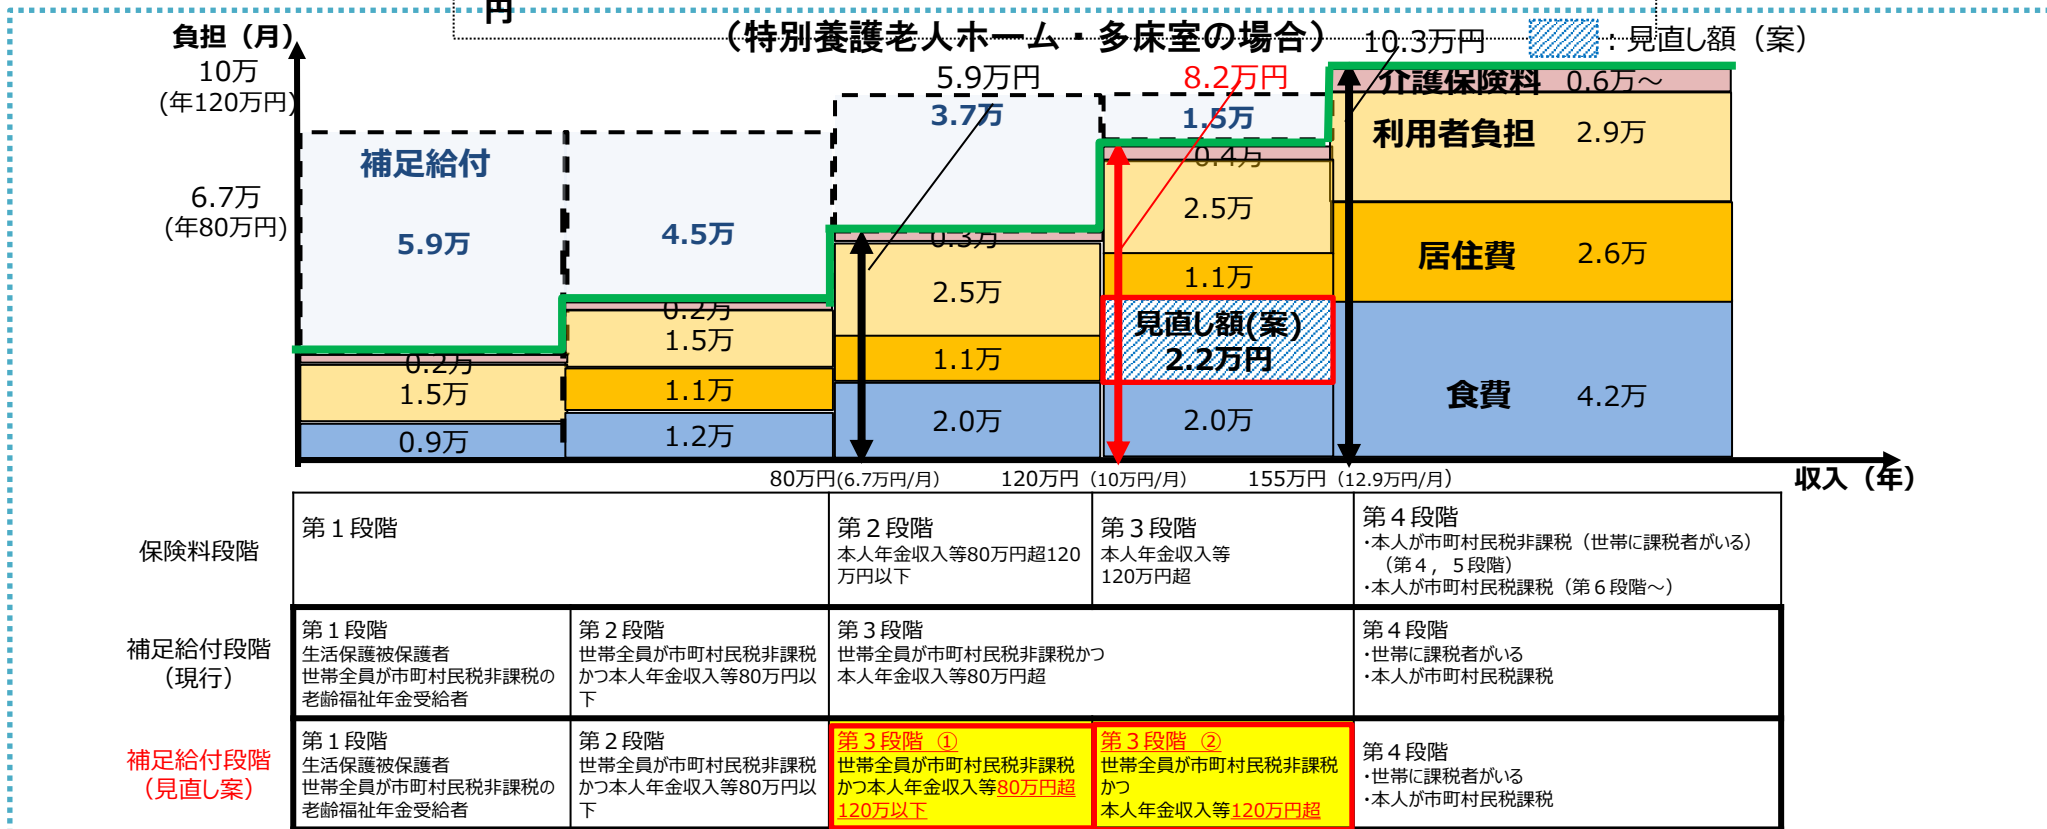 円
（特別養護老人ホーム・多床室の場合）
：見直し額（案）
負担（月）
10万
(年120万円)
6.7万
(年80万円)
5.9万円
8.2万円
10.3万円
補足給付
5.9万
0.2万
1.5万
0.9万
4.5万
0.2万
1.5万
1.1万
1.2万
3.7万
0.3万
2.5万
1.1万
2.0万
1.5万
0.4万
2.5万
1.1万
見直し額(案)
2.2万円
2.0万
介護保険料 0.6万～
利用者負担 2.9万
居住費 2.6万
食費 4.2万
80万円(6.7万円/月)
120万円（10万円/月）
155万円（12.9万円/月）
収入（年）
保険料段階
第１段階
第２段階
本人年金収入等80万円超120
万円以下
第３段階
本人年金収入等
120万円超
第４段階
・本人が市町村民税非課税（世帯に課税者がいる）
（第４，５段階）
・本人が市町村民税課税（第６段階～）
補足給付段階
（現行）
第１段階
生活保護被保護者
世帯全員が市町村民税非課税の
老齢福祉年金受給者
第２段階
世帯全員が市町村民税非課税
かつ本人年金収入等80万円以
下
第３段階
世帯全員が市町村民税非課税かつ
本人年金収入等80万円超
第４段階
・世帯に課税者がいる
・本人が市町村民税課税
補足給付段階
（見直し案）
第１段階
生活保護被保護者
世帯全員が市町村民税非課税の
老齢福祉年金受給者
第２段階
世帯全員が市町村民税非課税
かつ本人年金収入等80万円以
下
第３段階 ①
世帯全員が市町村民税非課税
かつ本人年金収入等80万円超
120万以下
第３段階 ②
世帯全員が市町村民税非課税
かつ
本人年金収入等120万円超
第４段階
・世帯に課税者がいる
・本人が市町村民税課税